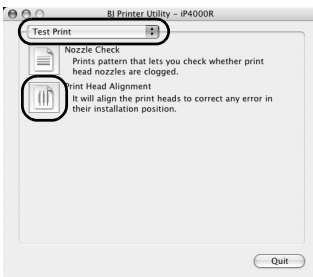 BJ Printer Utility – iP4000R
Test Print
Nozzle Check
Prints pattern that lets you check whether print
head nozzles are clogged.
Print Head Alignment
It will align the print heads to correct any error in
their installation position.
Quit